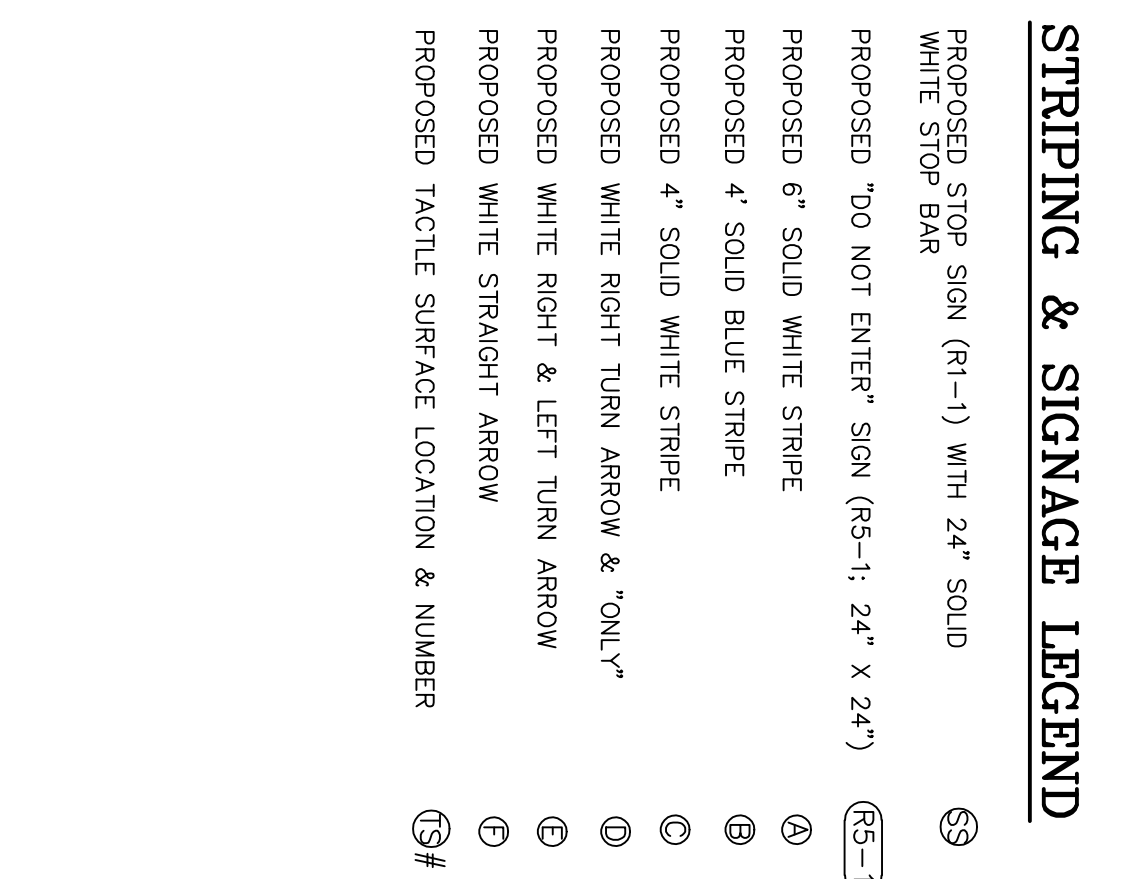 STRIPING & SIGNAGE LEGEND
PROPOSED STOP SIGN (R1-1) WITH 24" SOLID SS
WHITE STOP BAR
PROPOSED "DO NOT ENTER" SIGN (R5-1; 24" X 24") R5-1
PROPOSED 6" SOLID WHITE STRIPE A
PROPOSED 4' SOLID BLUE STRIPE B
PROPOSED 4" SOLID WHITE STRIPE C
PROPOSED WHITE RIGHT TURN ARROW & "ONLY" D
PROPOSED WHITE RIGHT & LEFT TURN ARROW E
PROPOSED WHITE STRAIGHT ARROW F
PROPOSED TACTLE SURFACE LOCATION & NUMBER TS#